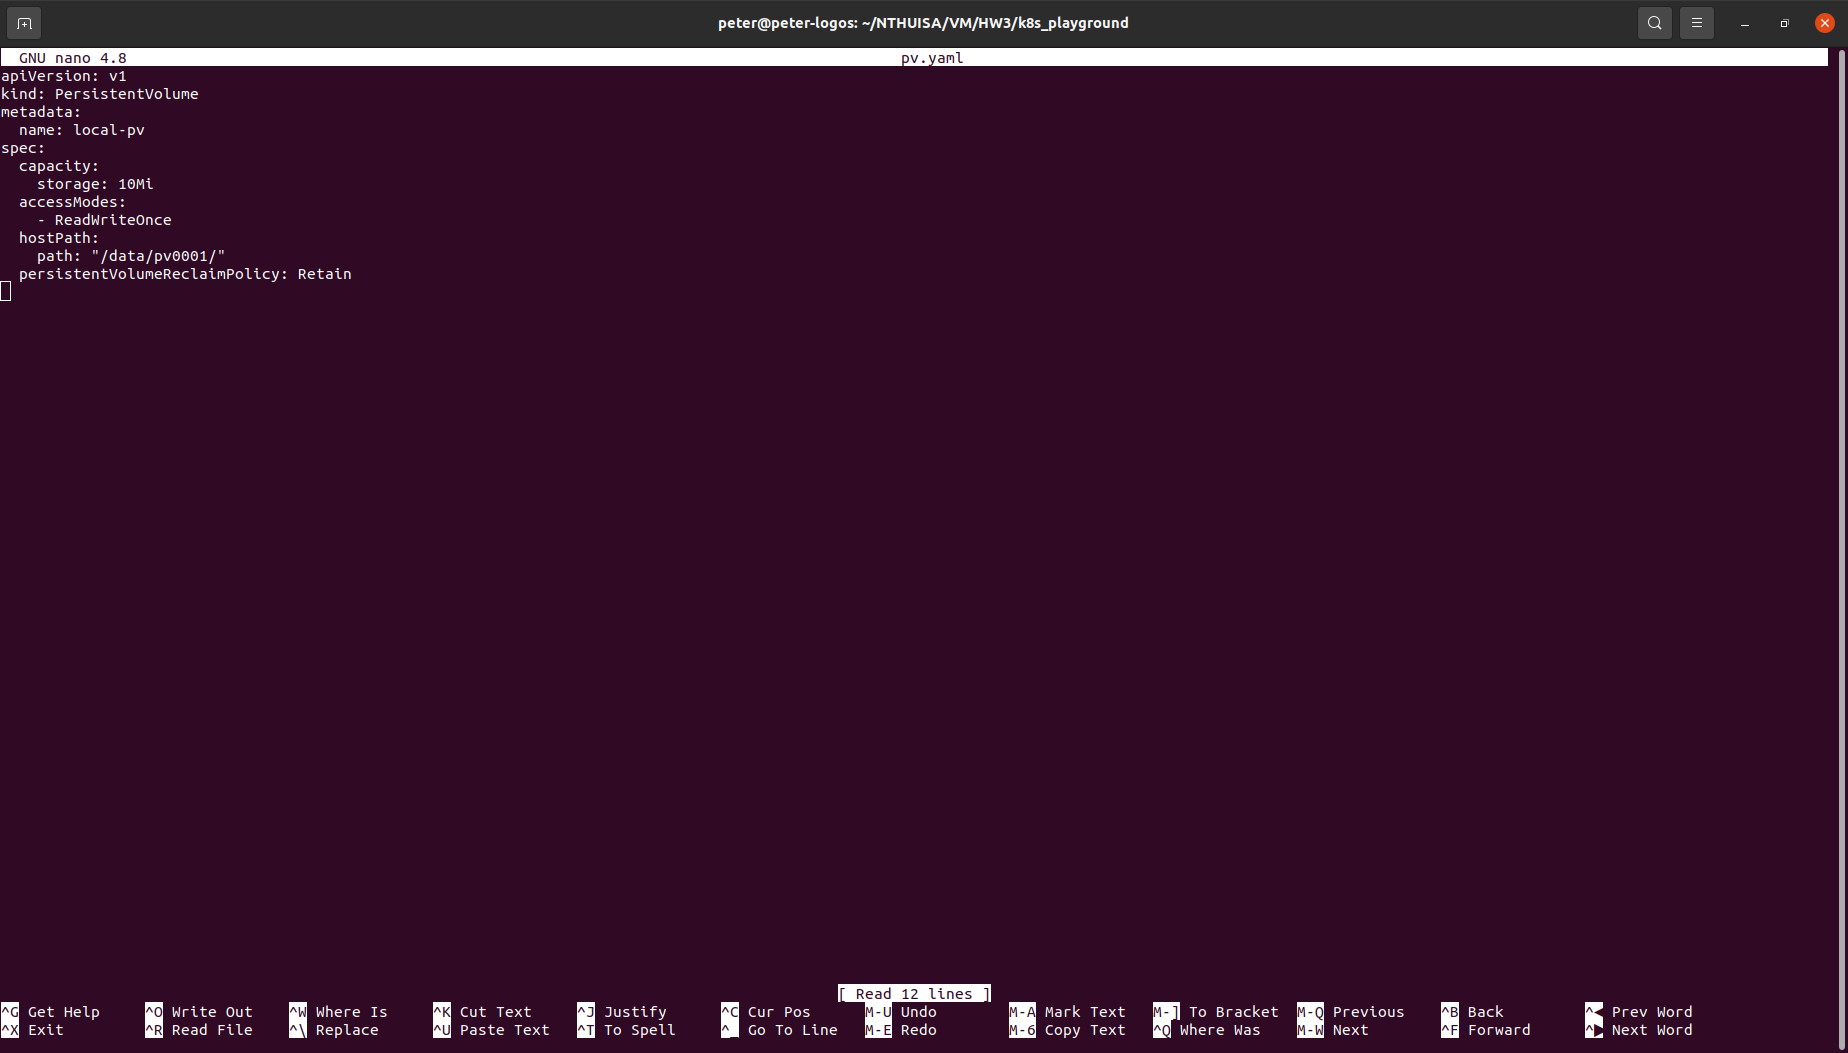 peter@peter-logos: ~/NTHUISA/VM/HW3/k8s_playground
GNU nano 4.8 pv.yaml
apiVersion: v1
kind: PersistentVolume
metadata:
  name: local-pv
spec:
  capacity:
    storage: 10Mi
  accessModes:
    - ReadWriteOnce
  hostPath:
    path: "/data/pv0001/"
  persistentVolumeReclaimPolicy: Retain
[ Read 12 lines ]
^G Get Help ^O Write Out ^W Where Is ^K Cut Text ^J Justify ^C Cur Pos M-U Undo M-A Mark Text M-] To Bracket M-Q Previous ^B Back ^◀ Prev Word
^X Exit ^R Read File ^\ Replace ^U Paste Text ^T To Spell ^_ Go To Line M-E Redo M-6 Copy Text ^Q Where Was M-W Next ^F Forward ^▶ Next Word